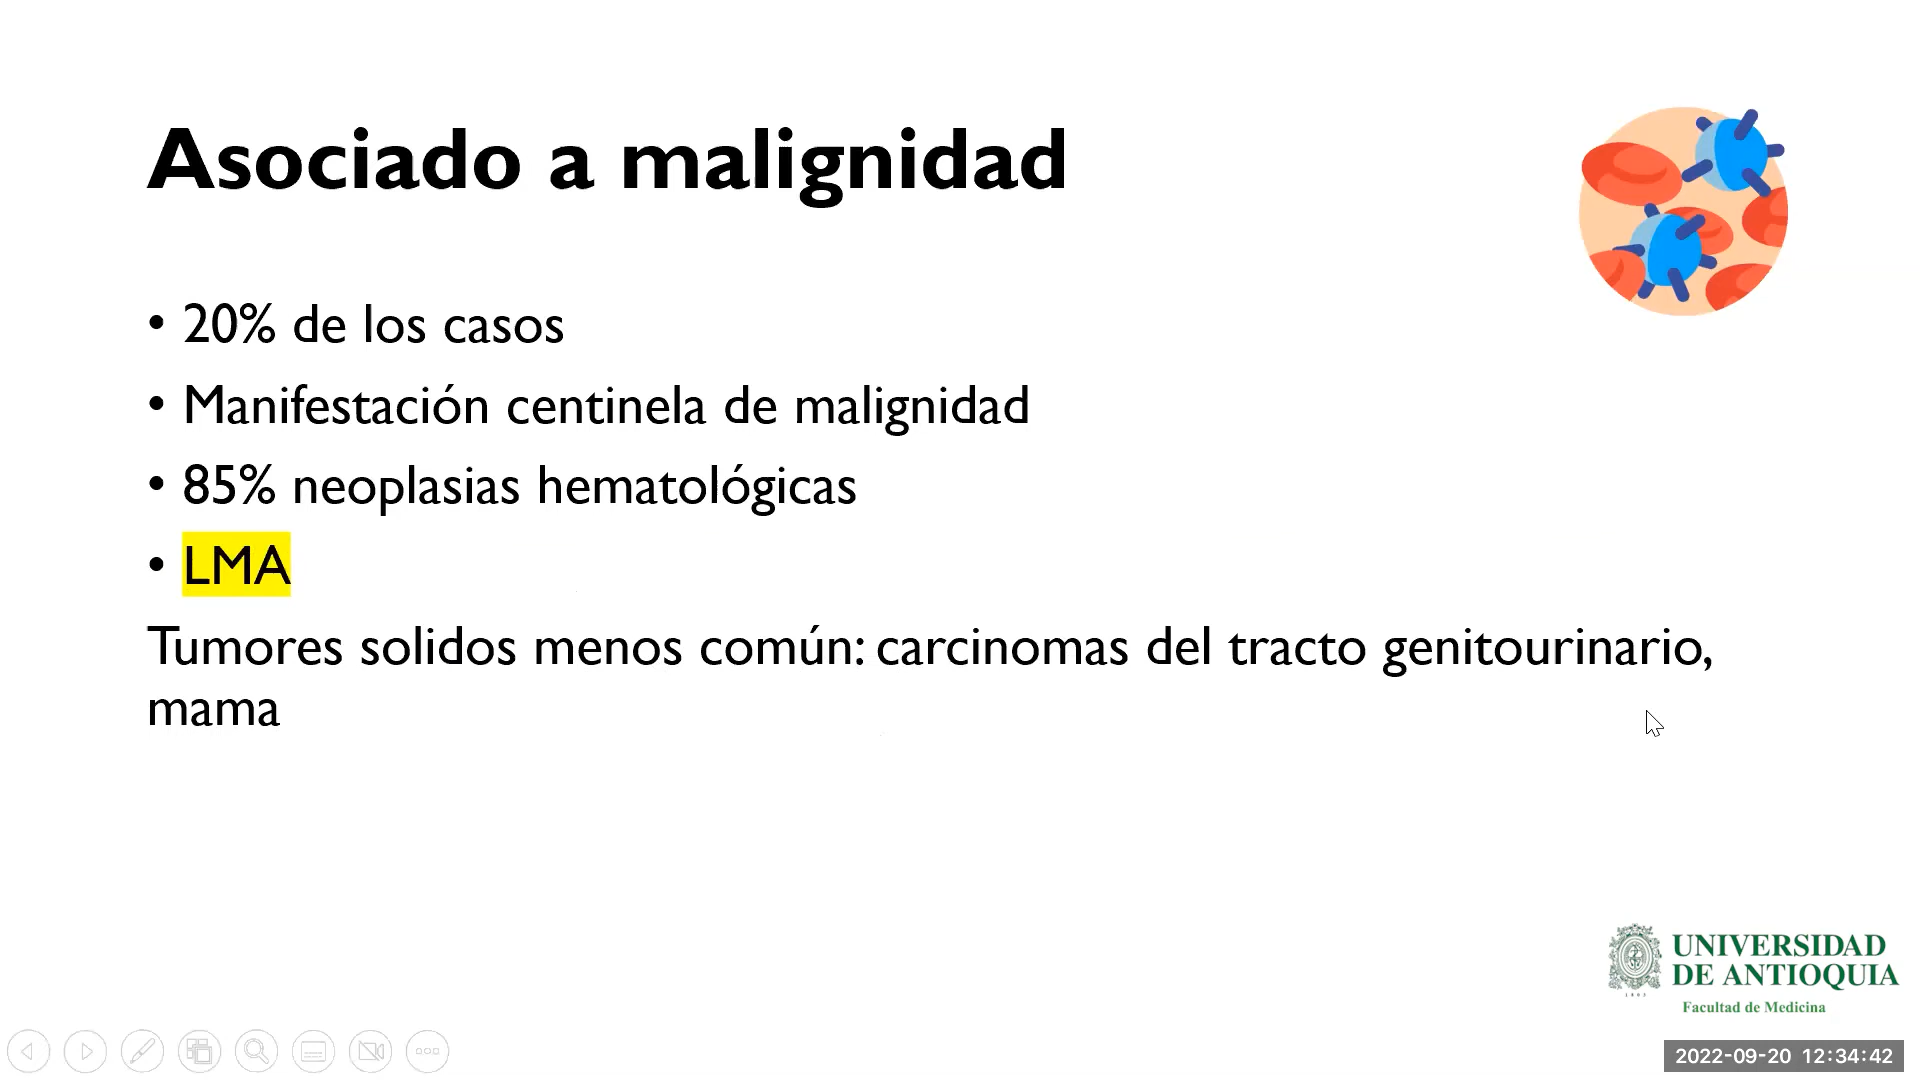 Asociado a malignidad
• 20% de los casos
• Manifestación centinela de malignidad
• 85% neoplasias hematológicas
• LMA
Tumores solidos menos común: carcinomas del tracto genitourinario,
mama
UNIVERSIDAD
DE ANTIOQUIA
1803
Facultad de Medicina
2022-09-20 12:34:42